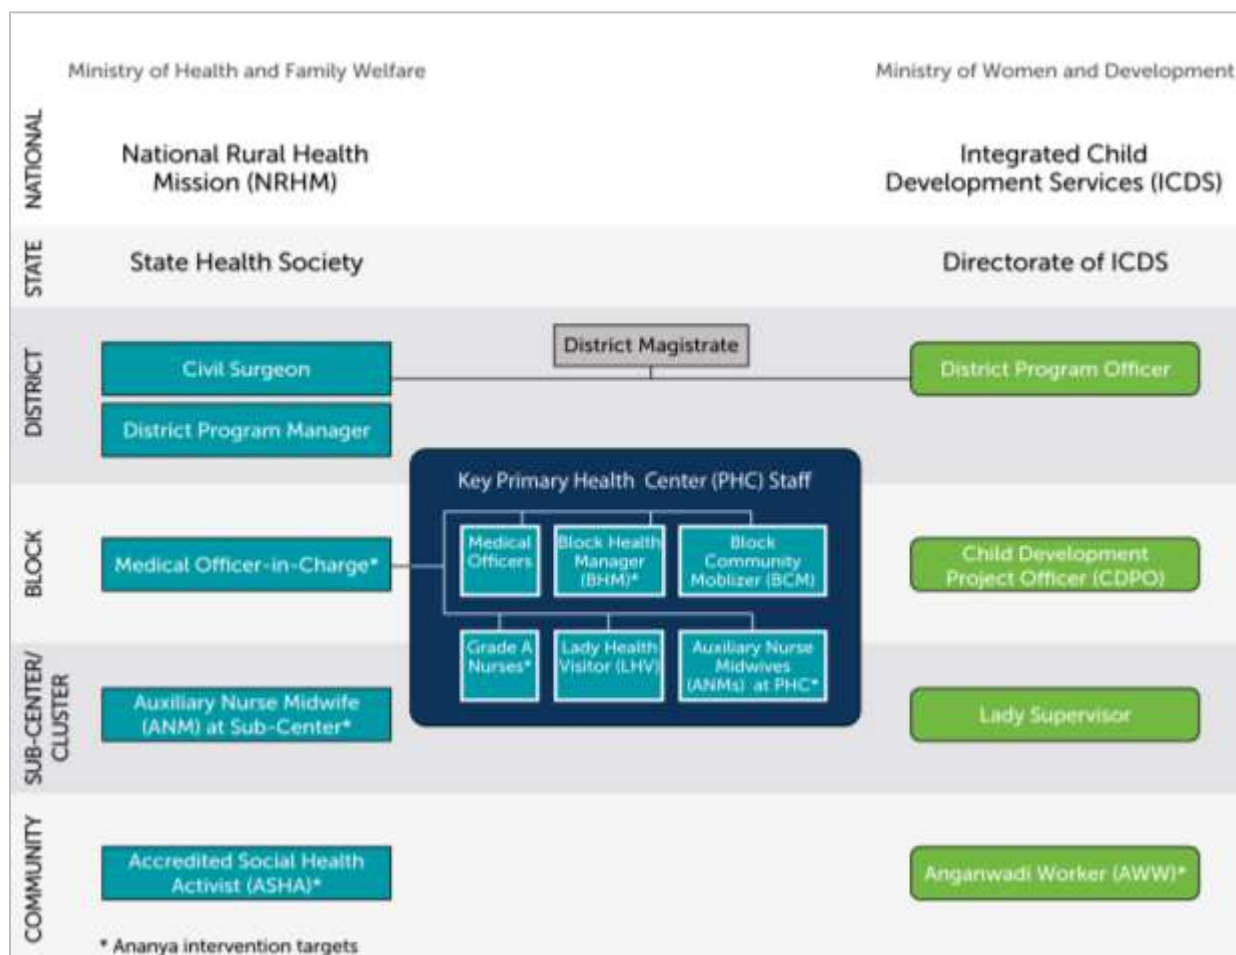 Ministry of Health and Family Welfare
Ministry of Women and Development
NATIONAL
National Rural Health
Mission (NRHM)
Integrated Child
Development Services (ICDS)
STATE
State Health Society
Directorate of ICDS
DISTRICT
District Magistrate
Civil Surgeon
District Program Officer
District Program Manager
Key Primary Health Center (PHC) Staff
BLOCK
Medical Officer-in-Charge*
Medical
Officers
Block Health
Manager
(BHM)*
Block
Community
Moblizer (BCM)
Child Development
Project Officer (CDPO)
Grade A
Nurses*
Lady Health
Visitor (LHV)
Auxiliary Nurse
Midwives
(ANMs) at PHC*
SUB-CENTER/
CLUSTER
Auxiliary Nurse Midwife
(ANM) at Sub-Center*
Lady Supervisor
COMMUNITY
Accredited Social Health
Activist (ASHA)*
Anganwadi Worker (AWW)*
* Ananya intervention targets